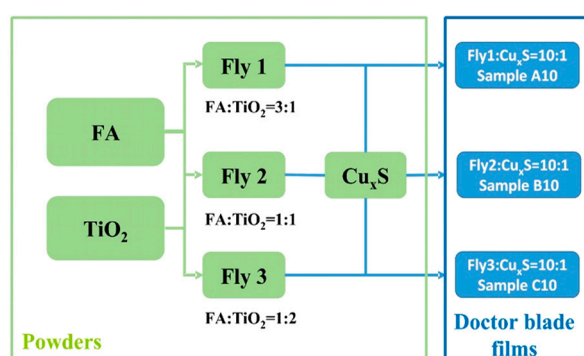 FA
TiO₂
Fly 1
FA:TiO₂=3:1
Fly 2
FA:TiO₂=1:1
Fly 3
FA:TiO₂=1:2
CuₓS
Powders
Fly1:CuₓS=10:1
Sample A10
Fly2:CuₓS=10:1
Sample B10
Fly3:CuₓS=10:1
Sample C10
Doctor blade
films